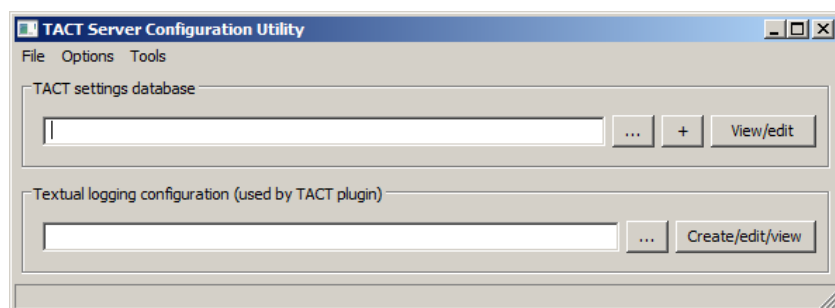 TACT Server Configuration Utility
File Options Tools
TACT settings database
... + View/edit
Textual logging configuration (used by TACT plugin)
... Create/edit/view